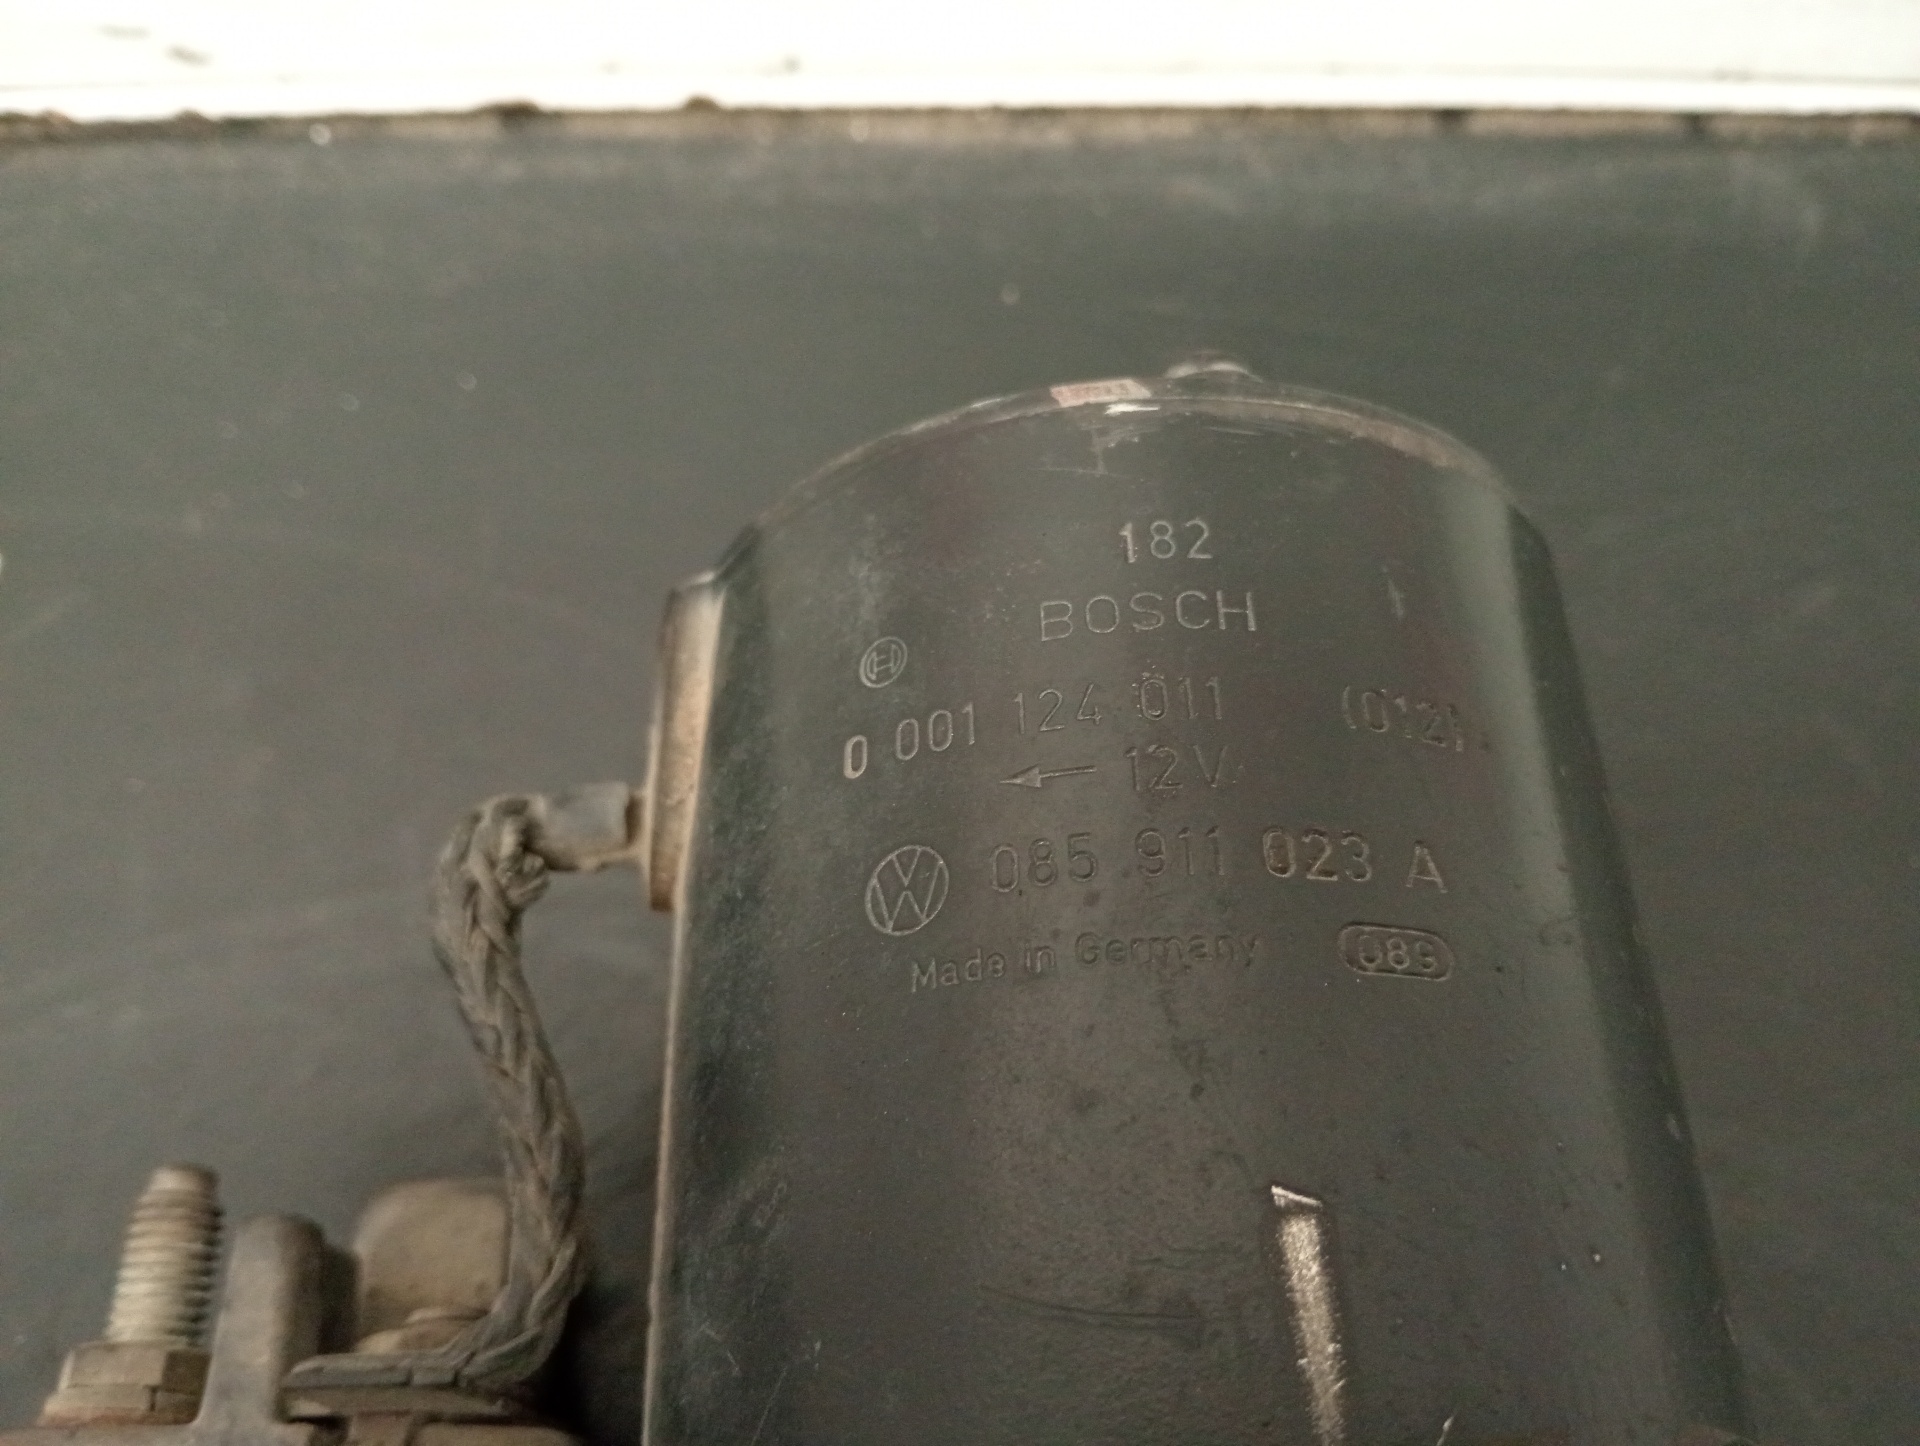 182
BOSCH
0 001 124 011 (012)
12V
085 911 023 A
Made in Germany 089